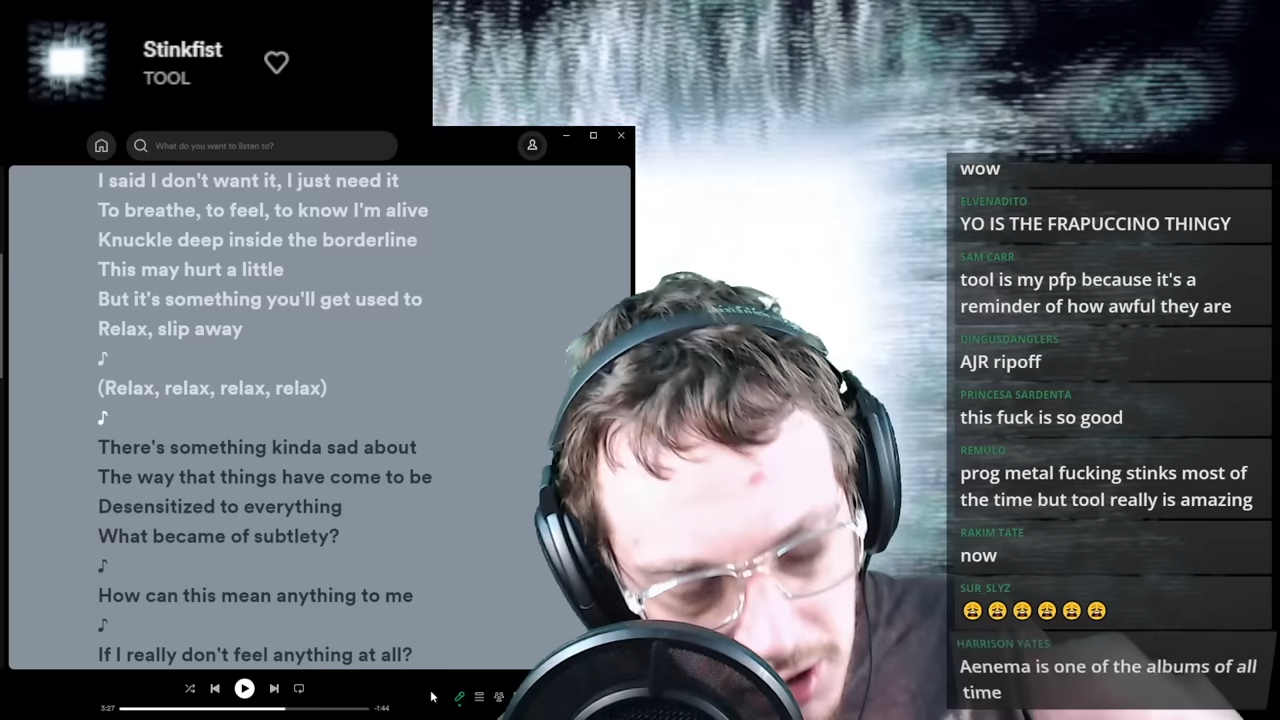 Stinkfist
TOOL
What do you want to listen to?
I said I don't want it, I just need it
To breathe, to feel, to know I'm alive
Knuckle deep inside the borderline
This may hurt a little
But it's something you'll get used to
Relax, slip away
♪
(Relax, relax, relax, relax)
♪
There's something kinda sad about
The way that things have come to be
Desensitized to everything
What became of subtlety?
♪
How can this mean anything to me
♪
If I really don't feel anything at all?
3:27
-1:44
wow
ELVENADITO
YO IS THE FRAPUCCINO THINGY
SAM CARR
tool is my pfp because it's a
reminder of how awful they are
DINGUSDANGLERS
AJR ripoff
PRINCESA SARDENTA
this fuck is so good
REMULO
prog metal fucking stinks most of
the time but tool really is amazing
RAKIM TATE
now
SUR_SLYZ
😩😩😩😩😩😩
HARRISON YATES
Aenema is one of the albums of all
time